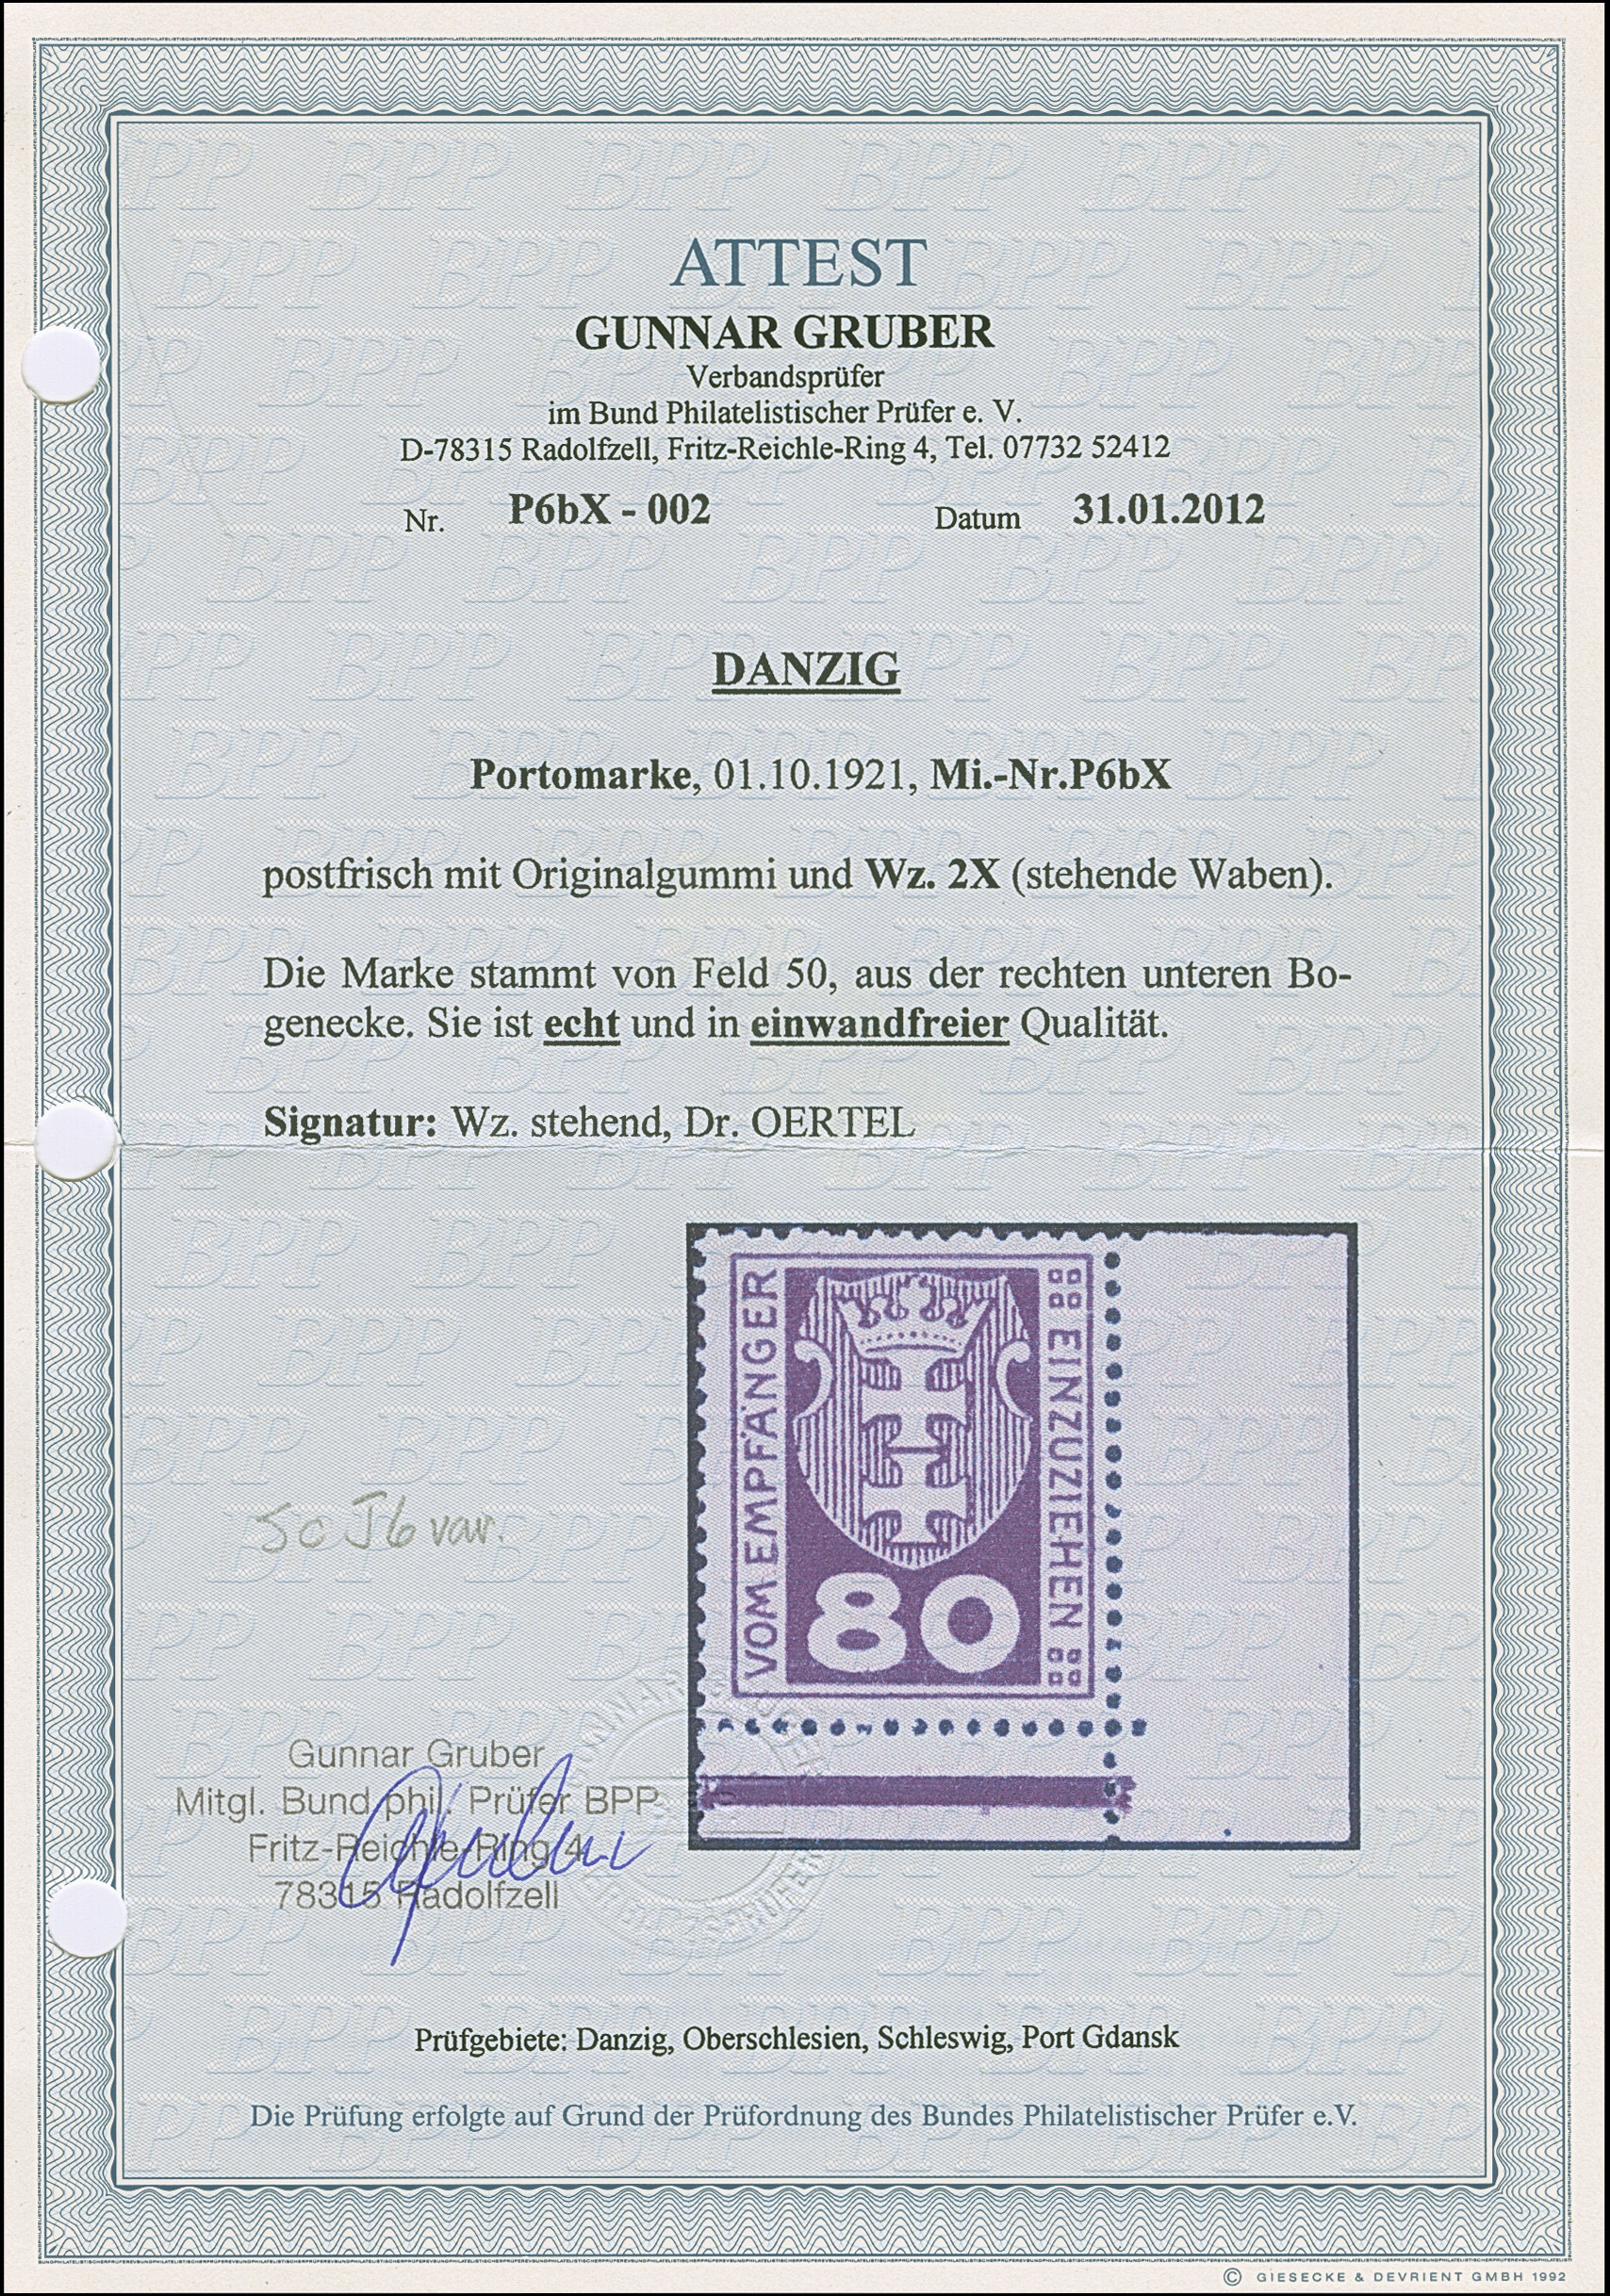 ATTEST
GUNNAR GRUBER
Verbandsprüfer
im Bund Philatelistischer Prüfer e. V.
D-78315 Radolfzell, Fritz-Reichle-Ring 4, Tel. 07732 52412
Nr. P6bX - 002 Datum 31.01.2012
DANZIG
Portomarke, 01.10.1921, Mi.-Nr.P6bX
postfrisch mit Originalgummi und Wz. 2X (stehende Waben).
Die Marke stammt von Feld 50, aus der rechten unteren Bo-
genecke. Sie ist echt und in einwandfreier Qualität.
Signatur: Wz. stehend, Dr. OERTEL
VOM EMPFÄNGER
EINZUZIEHEN
80
Sc J6 var.
Gunnar Gruber
Mitgl. Bund phil. Prüfer BPP
Fritz-Reichle-Ring 4
78315 Radolfzell
Prüfgebiete: Danzig, Oberschlesien, Schleswig, Port Gdansk
Die Prüfung erfolgte auf Grund der Prüfordnung des Bundes Philatelistischer Prüfer e.V.
© GIESECKE & DEVRIENT GMBH 1992